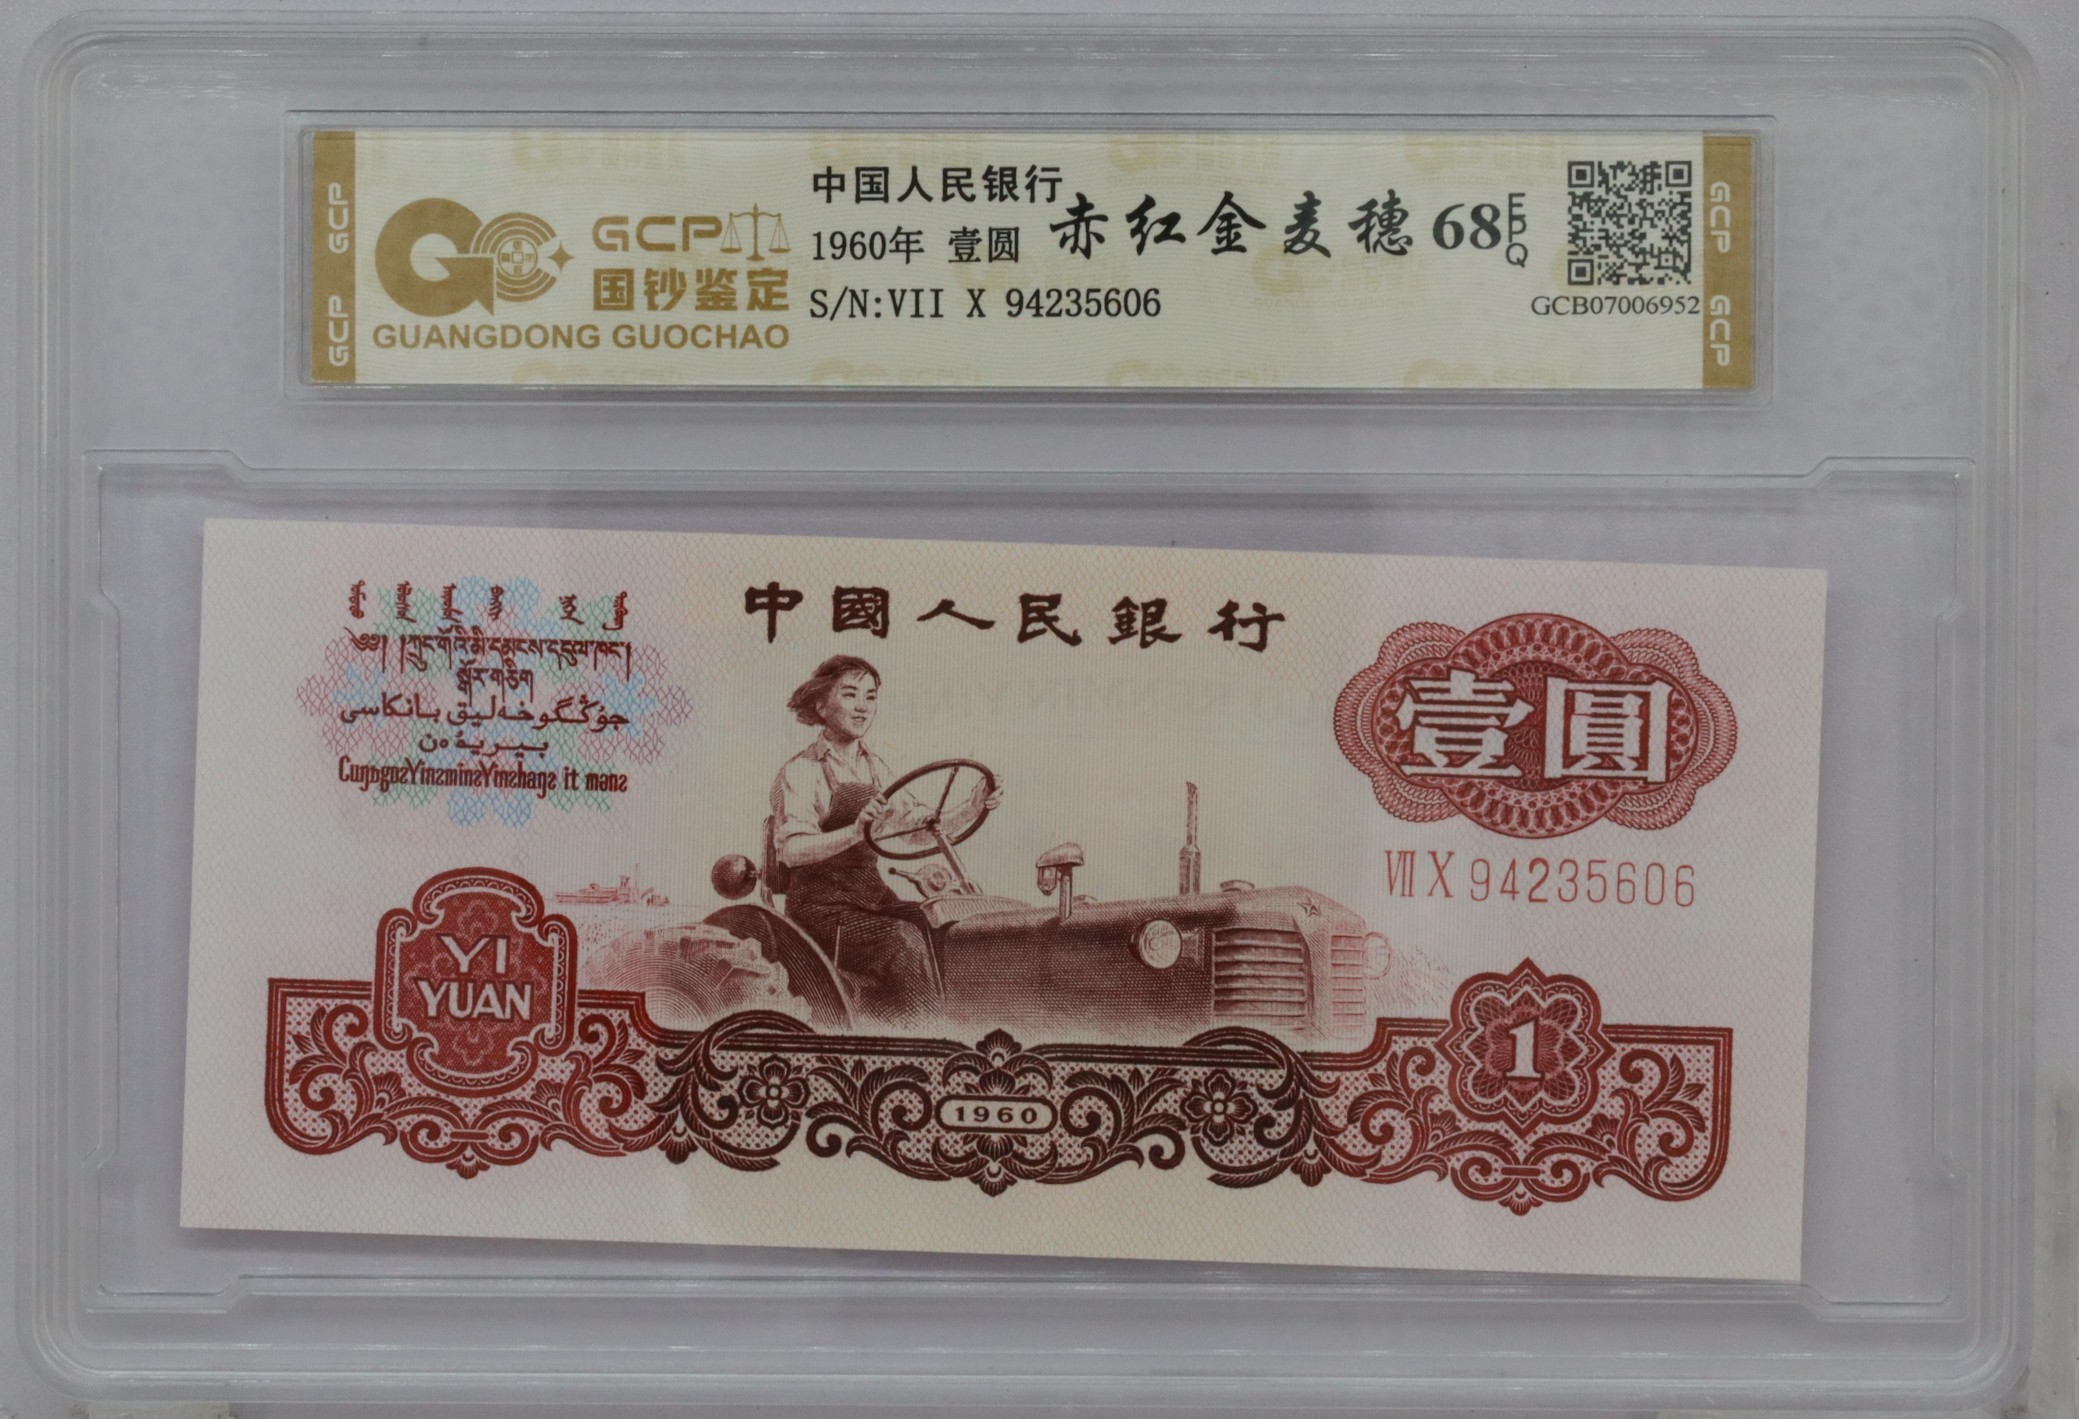 GCP GCP
GCP
国钞鉴定
GUANGDONG GUOCHAO
中国人民银行
1960年 壹圆
S/N:VII X 94235606
赤红金麦穗 68 EPQ
GCB07006952
GCP GCP
中國人民銀行
壹圓
VII X 94235606
YI
YUAN
1960
1